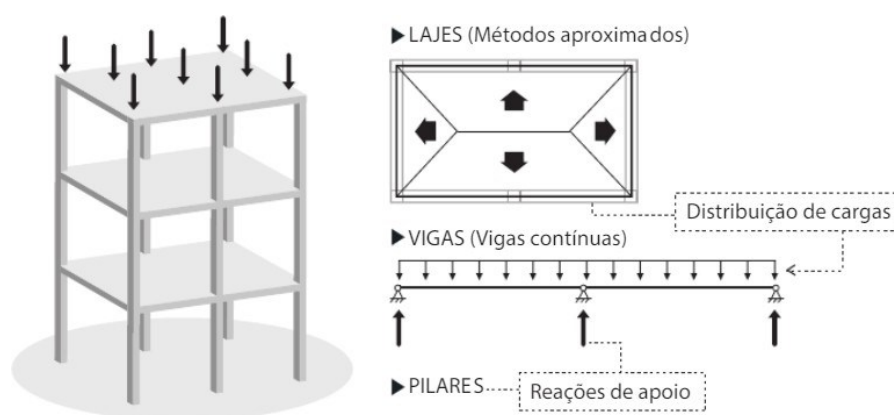 LAJES (Métodos aproximados)
Distribuição de cargas
VIGAS (Vigas contínuas)
PILARES
Reações de apoio